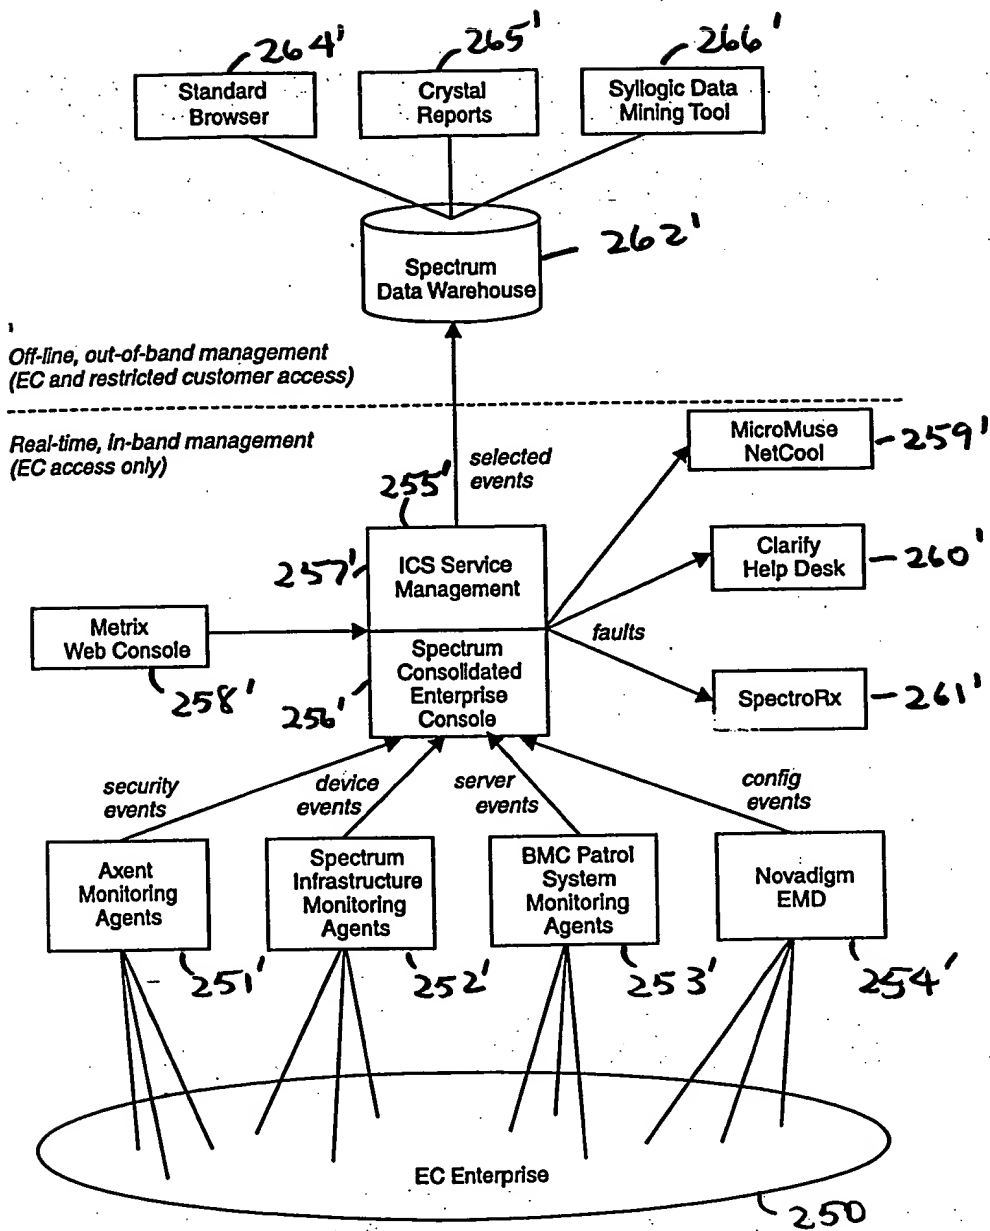 264'
265'
266'
Standard
Browser
Crystal
Reports
Syllogic Data
Mining Tool
262'
Spectrum
Data Warehouse
Off-line, out-of-band management
(EC and restricted customer access)
Real-time, in-band management
(EC access only)
selected
events
MicroMuse
NetCool
259'
255'
257'
ICS Service
Management
Clarify
Help Desk
260'
Metrix
Web Console
258'
256'
Spectrum
Consolidated
Enterprise
Console
faults
SpectroRx
261'
security
events
device
events
server
events
config
events
Axent
Monitoring
Agents
Spectrum
Infrastructure
Monitoring
Agents
BMC Patrol
System
Monitoring
Agents
Novadigm
EMD
251'
252'
253'
254'
EC Enterprise
250